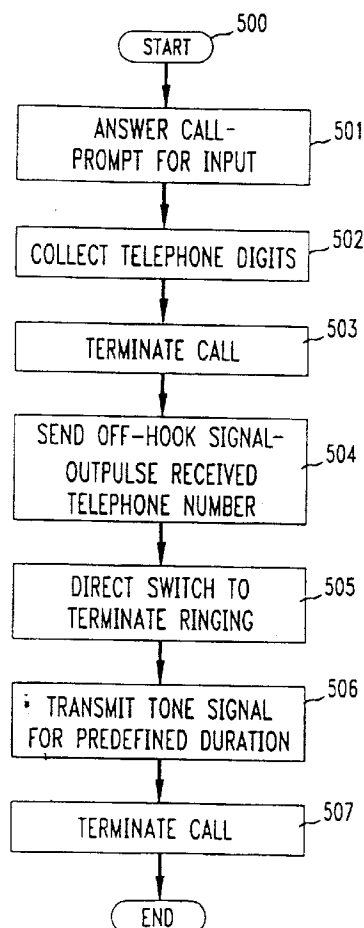 START
500
ANSWER CALL-
PROMPT FOR INPUT
501
COLLECT TELEPHONE DIGITS
502
TERMINATE CALL
503
SEND OFF-HOOK SIGNAL-
OUTPULSE RECEIVED
TELEPHONE NUMBER
504
DIRECT SWITCH TO
TERMINATE RINGING
505
TRANSMIT TONE SIGNAL
FOR PREDEFINED DURATION
506
TERMINATE CALL
507
END